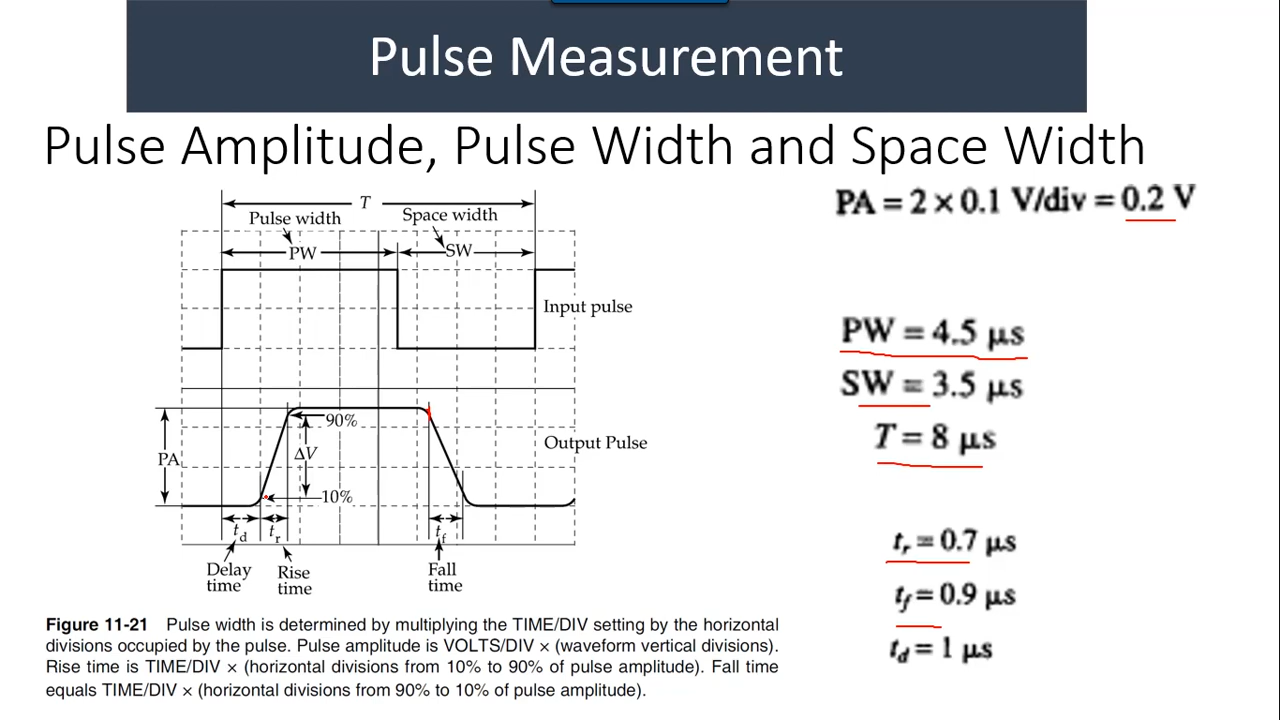 Pulse Measurement
Pulse Amplitude, Pulse Width and Space Width
T
Pulse width
Space width
PW
SW
Input pulse
90%
PA
ΔV
Output Pulse
10%
td
tr
tf
Delay time
Rise time
Fall time
Figure 11-21 Pulse width is determined by multiplying the TIME/DIV setting by the horizontal
divisions occupied by the pulse. Pulse amplitude is VOLTS/DIV × (waveform vertical divisions).
Rise time is TIME/DIV × (horizontal divisions from 10% to 90% of pulse amplitude). Fall time
equals TIME/DIV × (horizontal divisions from 90% to 10% of pulse amplitude).
PA = 2 × 0.1 V/div = 0.2 V
PW = 4.5 μs
SW = 3.5 μs
T = 8 μs
tr = 0.7 μs
tf = 0.9 μs
td = 1 μs